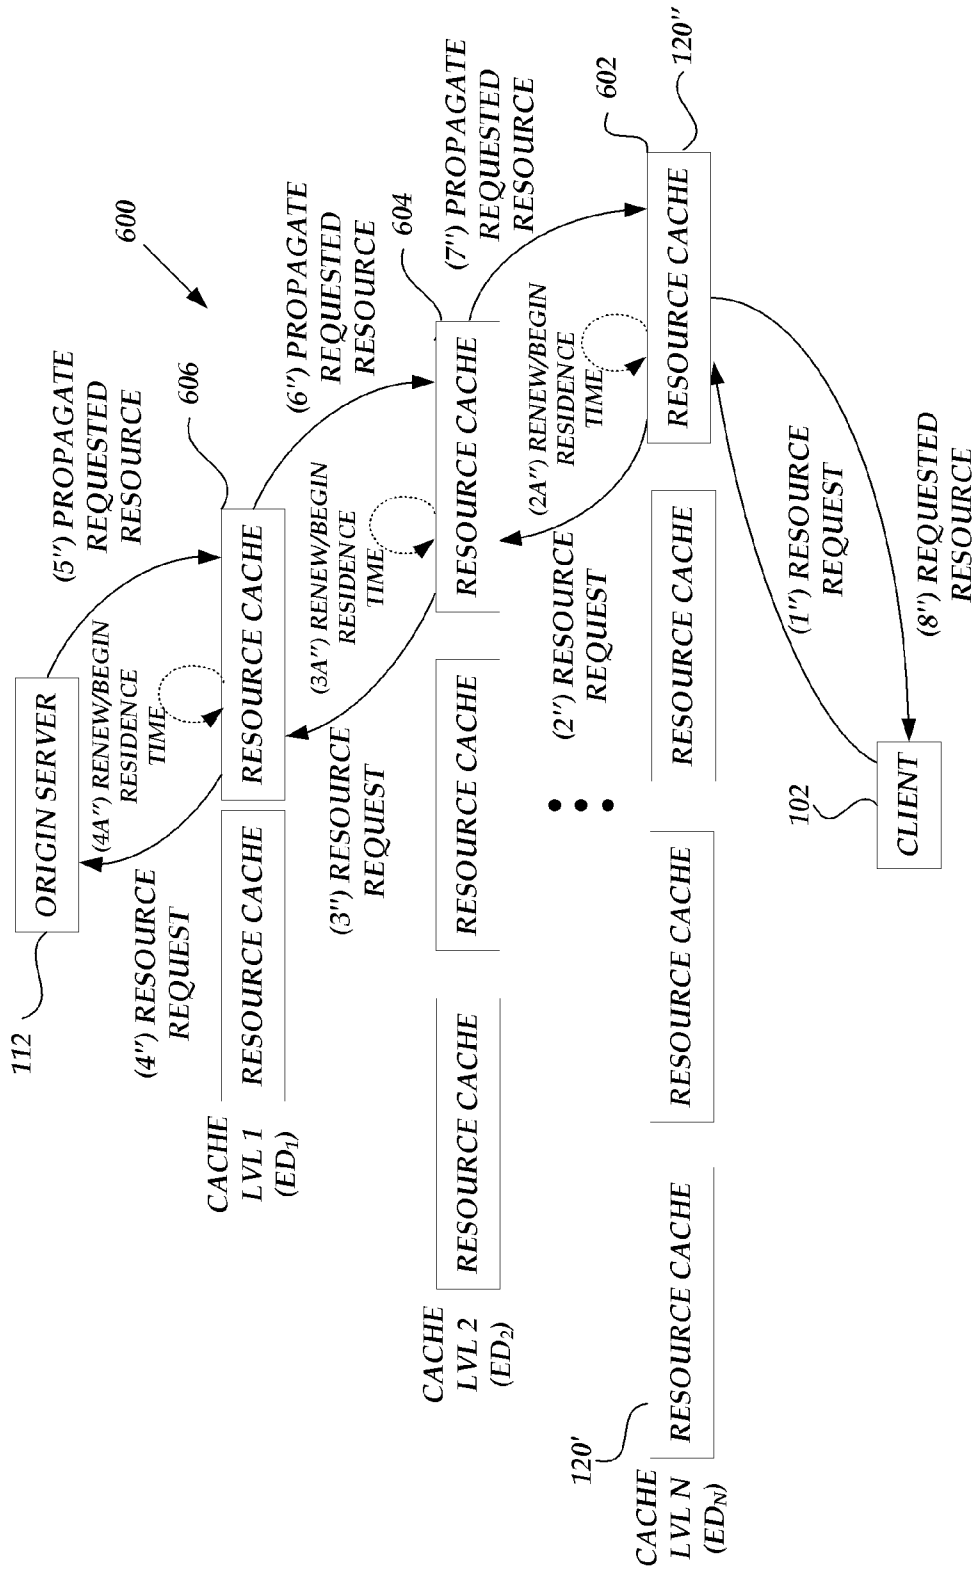 600
112
ORIGIN SERVER
(5") PROPAGATE
REQUESTED
RESOURCE
(4A") RENEW/BEGIN
RESIDENCE
TIME
(4") RESOURCE
REQUEST
606
CACHE
LVL 1
(ED1)
RESOURCE CACHE
RESOURCE CACHE
(6") PROPAGATE
REQUESTED
RESOURCE
(3A") RENEW/BEGIN
RESIDENCE
TIME
(3") RESOURCE
REQUEST
604
CACHE
LVL 2
(ED2)
RESOURCE CACHE
RESOURCE CACHE
RESOURCE CACHE
(7") PROPAGATE
REQUESTED
RESOURCE
(2A") RENEW/BEGIN
RESIDENCE
TIME
(2") RESOURCE
REQUEST
602
120"
120'
CACHE
LVL N
(EDN)
RESOURCE CACHE
RESOURCE CACHE
RESOURCE CACHE
RESOURCE CACHE
(1") RESOURCE
REQUEST
102
CLIENT
(8") REQUESTED
RESOURCE